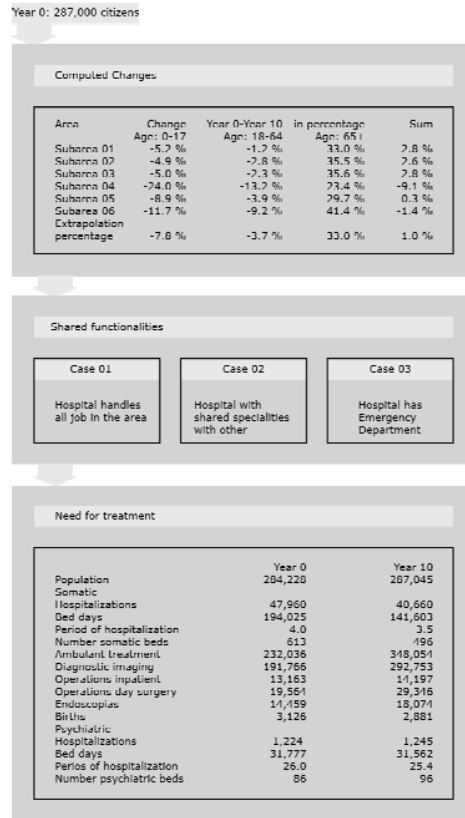 Year 0: 287,000 citizens
Computed Changes
Area Change Year 0-Year 10 in percentage Sum
Age: 0-17 Age: 18-64 Age: 65+
Subarea 01 -5.2 % -1.2 % 33.0 % 2.8 %
Subarea 02 -4.9 % -2.8 % 35.5 % 2.6 %
Subarea 03 -5.0 % -2.3 % 35.6 % 2.8 %
Subarea 04 -24.0 % -13.2 % 23.4 % -9.1 %
Subarea 05 -8.9 % -3.9 % 29.7 % 0.3 %
Subarea 06 -11.7 % -9.2 % 41.4 % -1.4 %
Extrapolation
percentage -7.8 % -3.7 % 33.0 % 1.0 %
Shared functionalities
Case 01
Hospital handles
all job in the area
Case 02
Hospital with
shared specialities
with other
Case 03
Hospital has
Emergency
Department
Need for treatment
Year 0 Year 10
Population 284,228 287,045
Somatic
Hospitalizations 47,960 40,660
Bed days 194,025 141,603
Period of hospitalization 4.0 3.5
Number somatic beds 613 496
Ambulant treatment 232,036 348,054
Diagnostic imaging 191,766 292,753
Operations inpatient 13,163 14,197
Operations day surgery 19,564 29,346
Endoscopias 14,459 18,074
Births 3,126 2,881
Psychiatric
Hospitalizations 1,224 1,245
Bed days 31,777 31,562
Perios of hospitalization 26.0 25.4
Number psychiatric beds 86 96